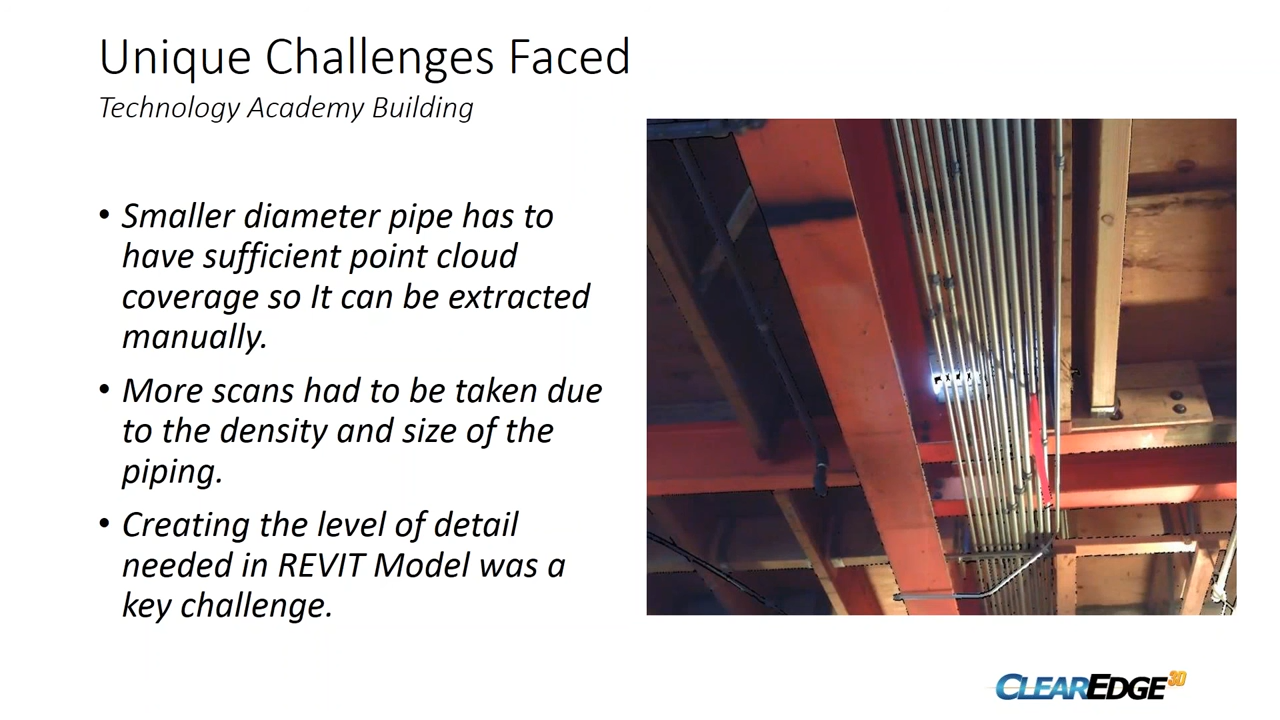 Unique Challenges Faced
Technology Academy Building
• Smaller diameter pipe has to
have sufficient point cloud
coverage so It can be extracted
manually.
• More scans had to be taken due
to the density and size of the
piping.
• Creating the level of detail
needed in REVIT Model was a
key challenge.
CLEAREDGE 3D